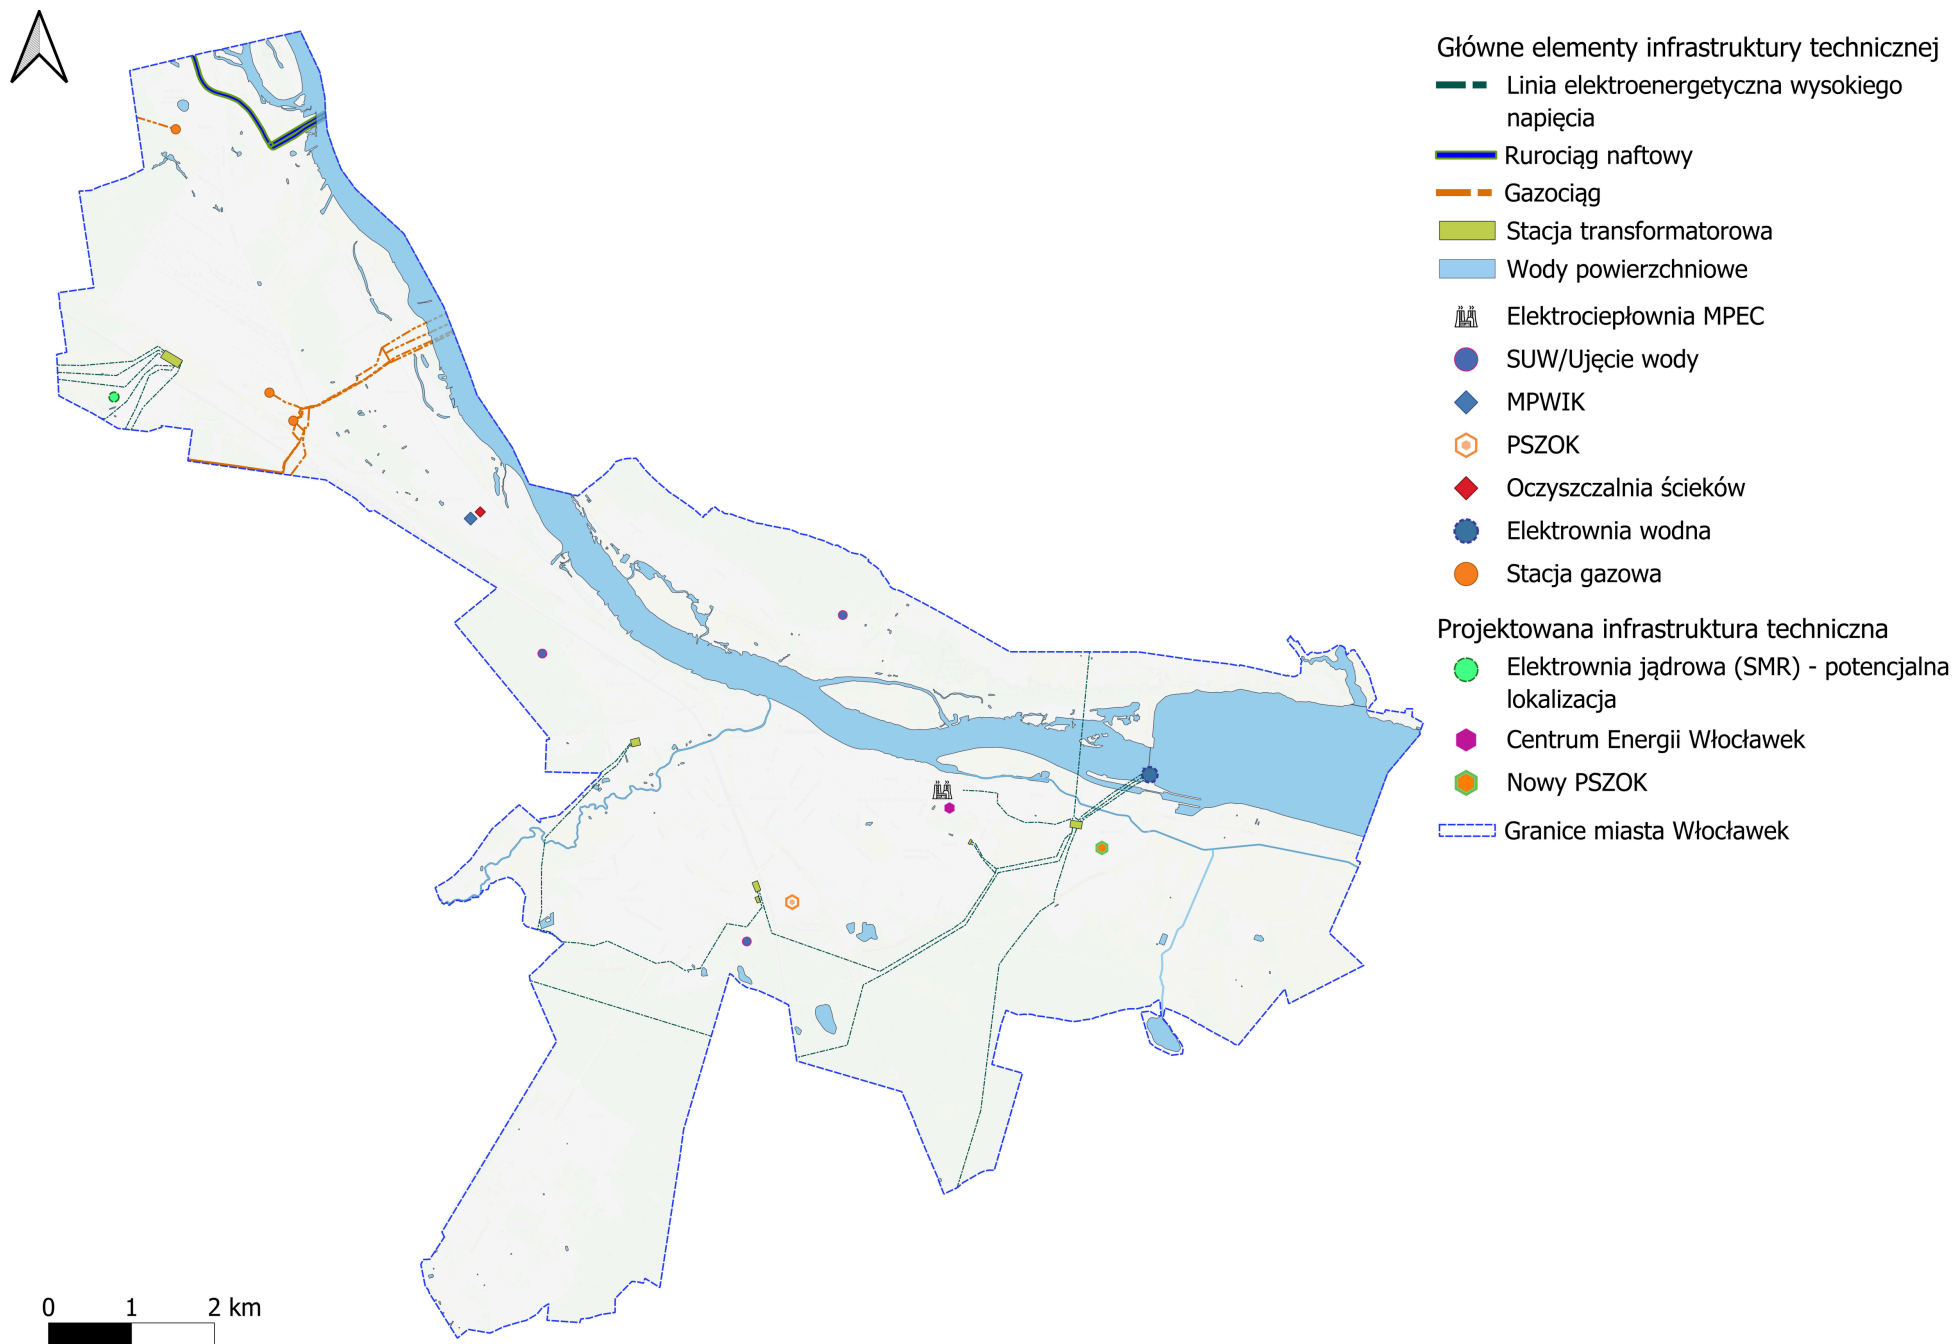 Główne elementy infrastruktury technicznej
Linia elektroenergetyczna wysokiego
napięcia
Rurociąg naftowy
Gazociąg
Stacja transformatorowa
Wody powierzchniowe
Elektrociepłownia MPEC
SUW/Ujęcie wody
MPWIK
PSZOK
Oczyszczalnia ścieków
Elektrownia wodna
Stacja gazowa
Projektowana infrastruktura techniczna
Elektrownia jądrowa (SMR) - potencjalna
lokalizacja
Centrum Energii Włocławek
Nowy PSZOK
Granice miasta Włocławek
0 1 2 km